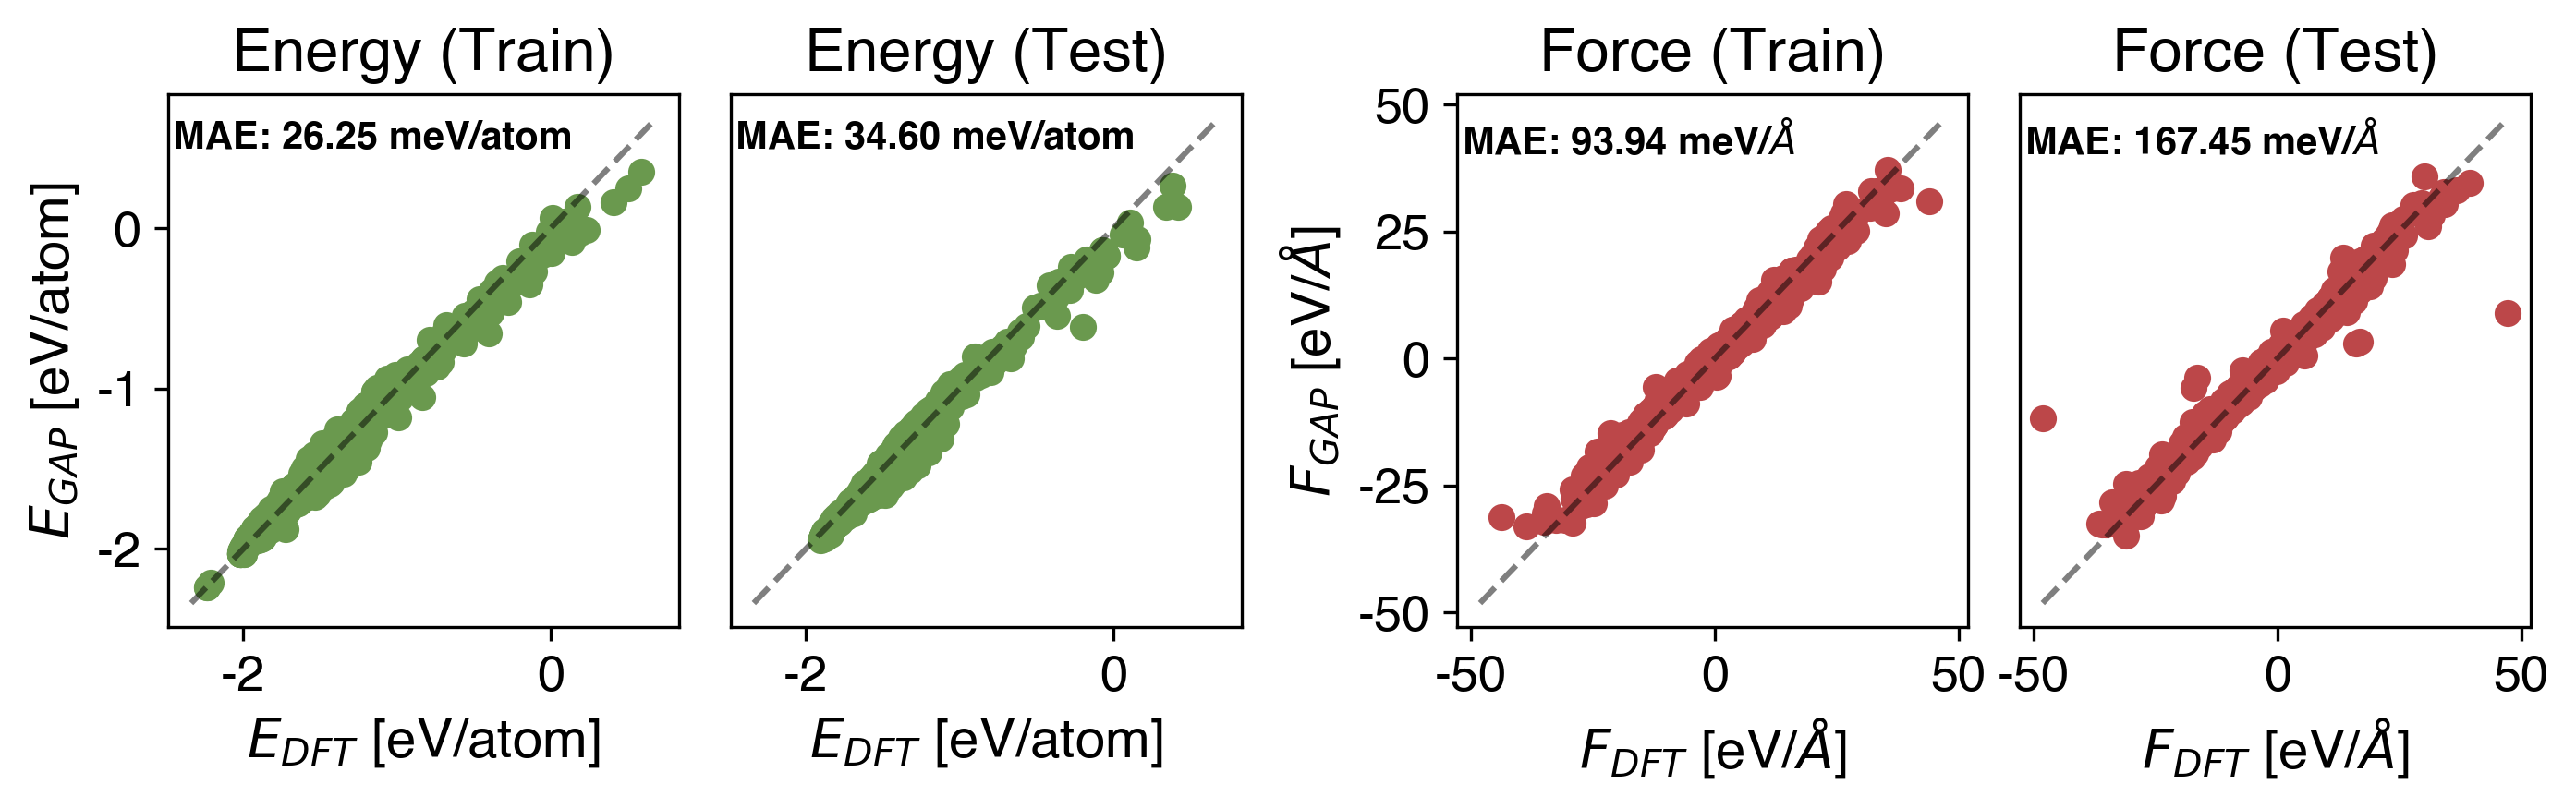 Energy (Train)
MAE: 26.25 meV/atom
E_GAP [eV/atom]
0
-1
-2
-2 0
E_DFT [eV/atom]
Energy (Test)
MAE: 34.60 meV/atom
-2 0
E_DFT [eV/atom]
Force (Train)
MAE: 93.94 meV/Å
F_GAP [eV/Å]
50
25
0
-25
-50
-50 0 50
F_DFT [eV/Å]
Force (Test)
MAE: 167.45 meV/Å
-50 0 50
F_DFT [eV/Å]